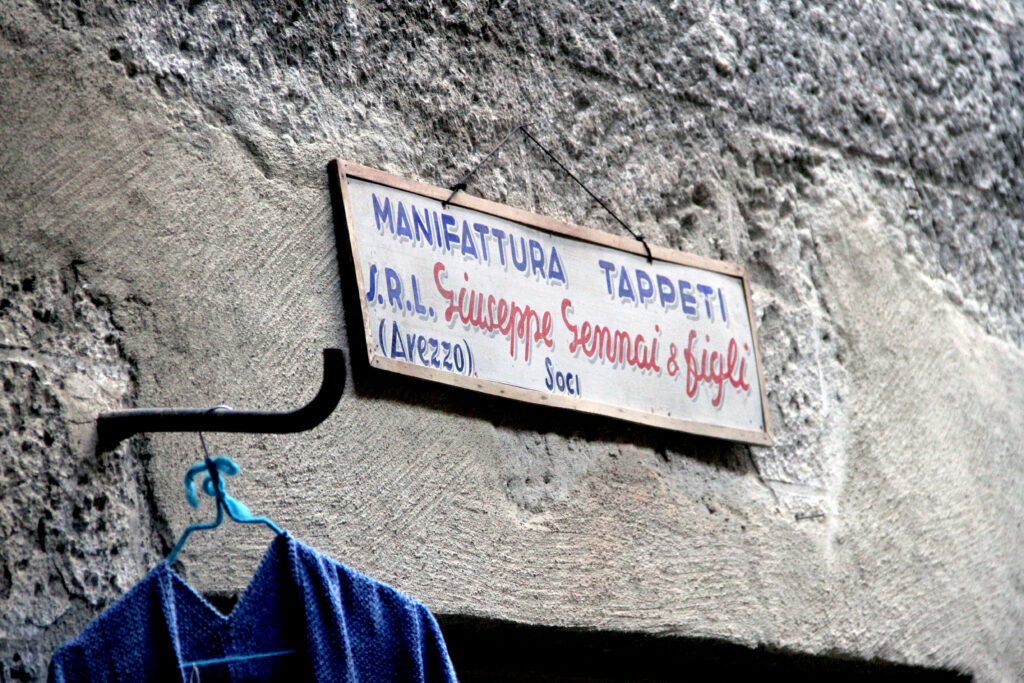 MANIFATTURA TAPPETI
S.R.L. Giuseppe Gennai & figli
(Arezzo). Soci